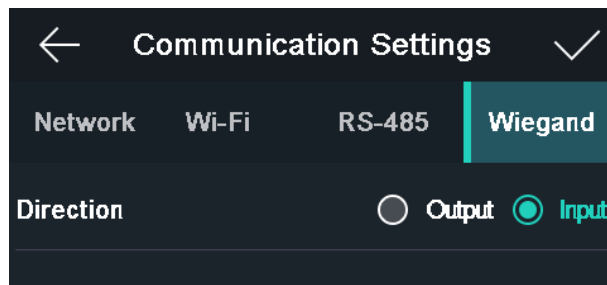 Communication Settings
Network Wi-Fi RS-485 Wiegand
Direction Output Input